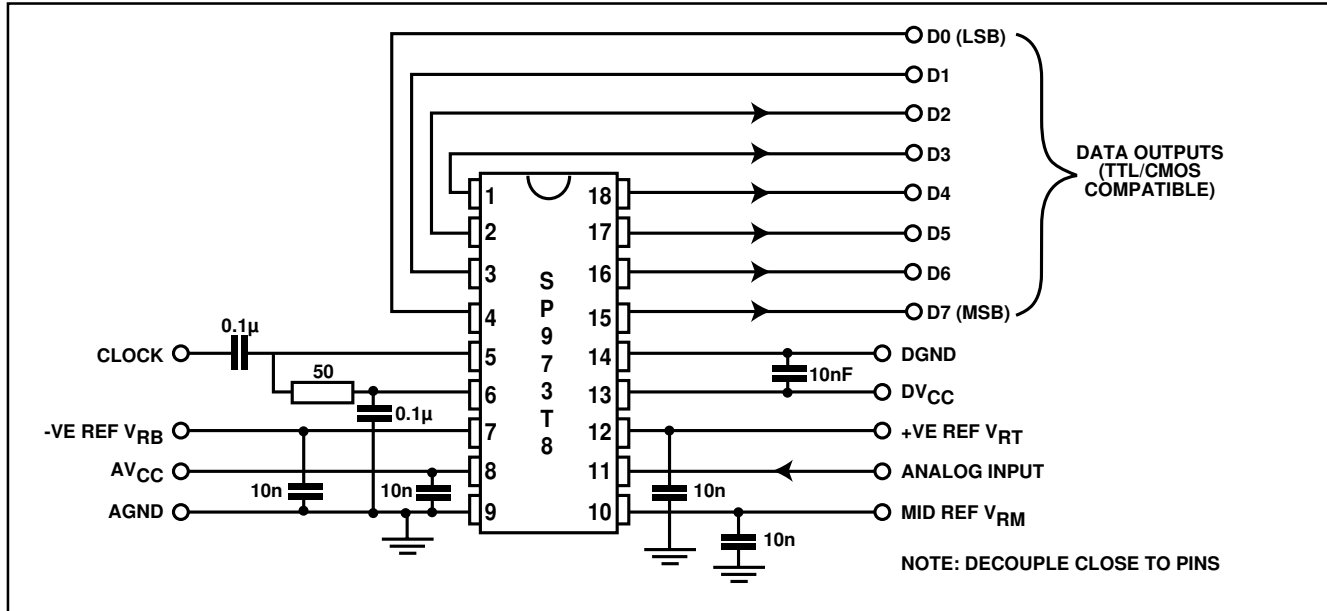 D0 (LSB)
D1
D2
D3
D4
D5
D6
D7 (MSB)
DATA OUTPUTS
(TTL/CMOS
COMPATIBLE)
1
18
2
17
3
16
4
15
5
14
6
13
7
12
8
11
9
10
S
P
9
7
3
T
8
0.1µ
CLOCK
50
0.1µ
-VE REF VRB
AVCC
10n
10n
AGND
DGND
10nF
DVCC
+VE REF VRT
ANALOG INPUT
10n
MID REF VRM
10n
NOTE: DECOUPLE CLOSE TO PINS